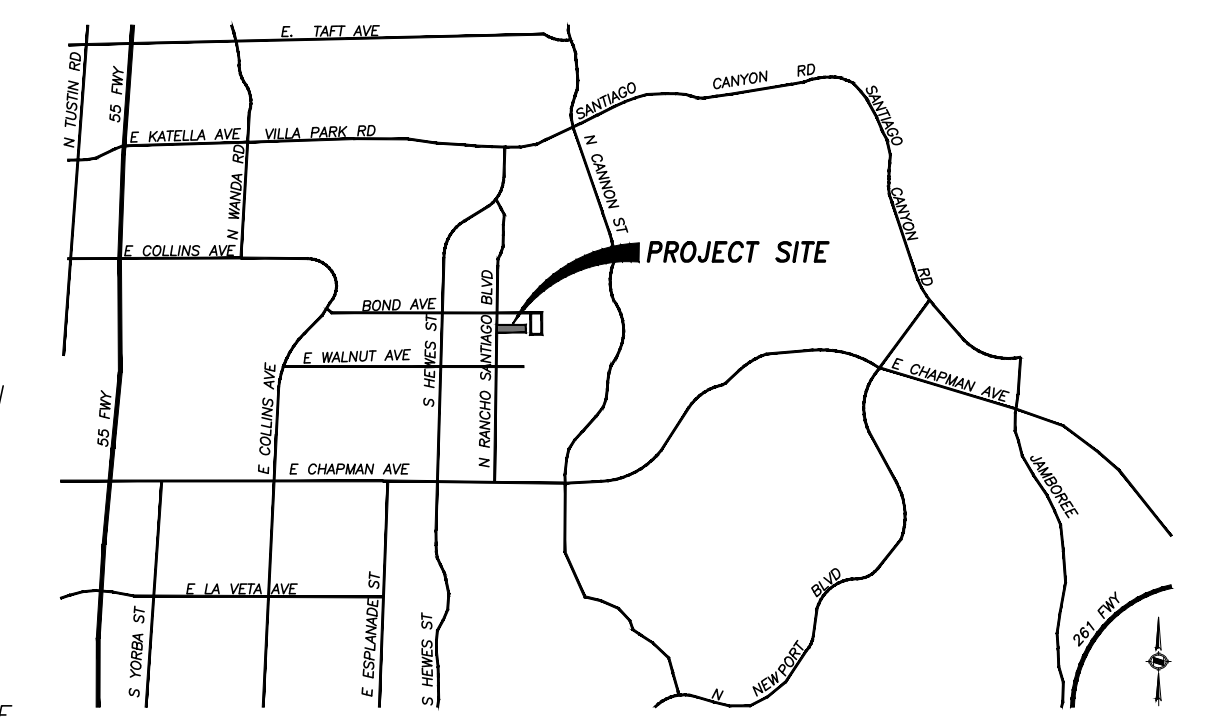 E. TAFT AVE
N TUSTIN RD
55 FWY
E KATELLA AVE
VILLA PARK RD
N WANDA RD
SANTIAGO
CANYON
RD
SANTIAGO
CANYON
RD
N CANNON ST
E COLLINS AVE
PROJECT SITE
BOND AVE
E WALNUT AVE
S HEWES ST
N RANCHO SANTIAGO BLVD
E COLLINS AVE
55 FWY
E CHAPMAN AVE
E CHAPMAN AVE
JAMBOREE
E LA VETA AVE
S YORBA ST
E ESPLANADE ST
S HEWES ST
N
NEWPORT
BLVD
261 FWY